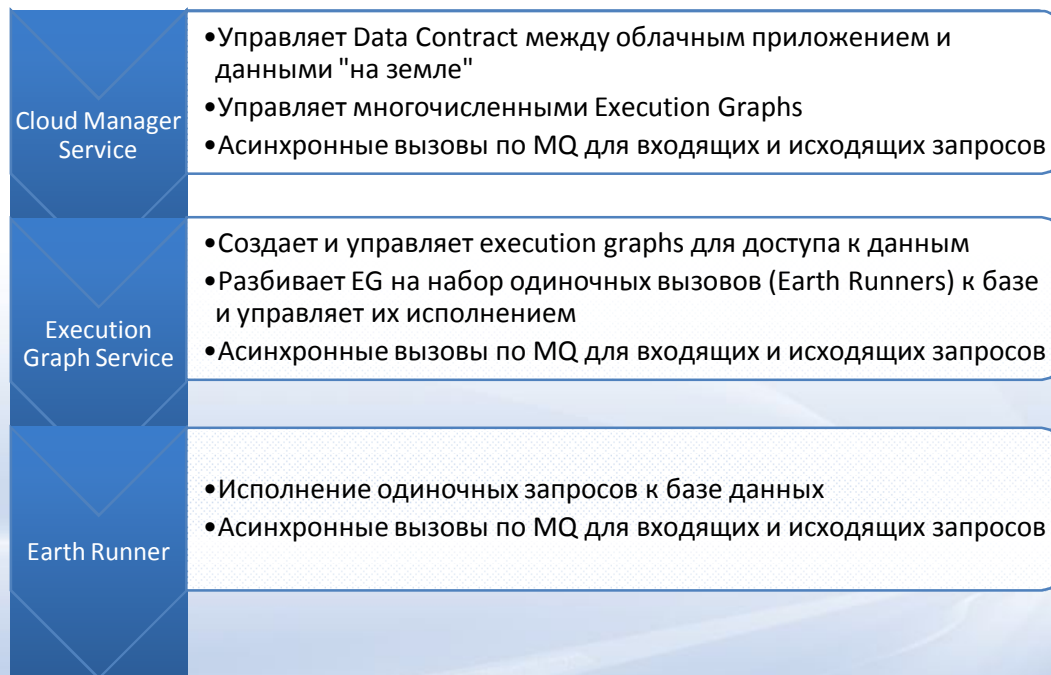 Cloud Manager
Service
•Управляет Data Contract между облачным приложением и
данными "на земле"
•Управляет многочисленными Execution Graphs
•Асинхронные вызовы по MQ для входящих и исходящих запросов
Execution
Graph Service
•Создает и управляет execution graphs для доступа к данным
•Разбивает EG на набор одиночных вызовов (Earth Runners) к базе
и управляет их исполнением
•Асинхронные вызовы по MQ для входящих и исходящих запросов
Earth Runner
•Исполнение одиночных запросов к базе данных
•Асинхронные вызовы по MQ для входящих и исходящих запросов